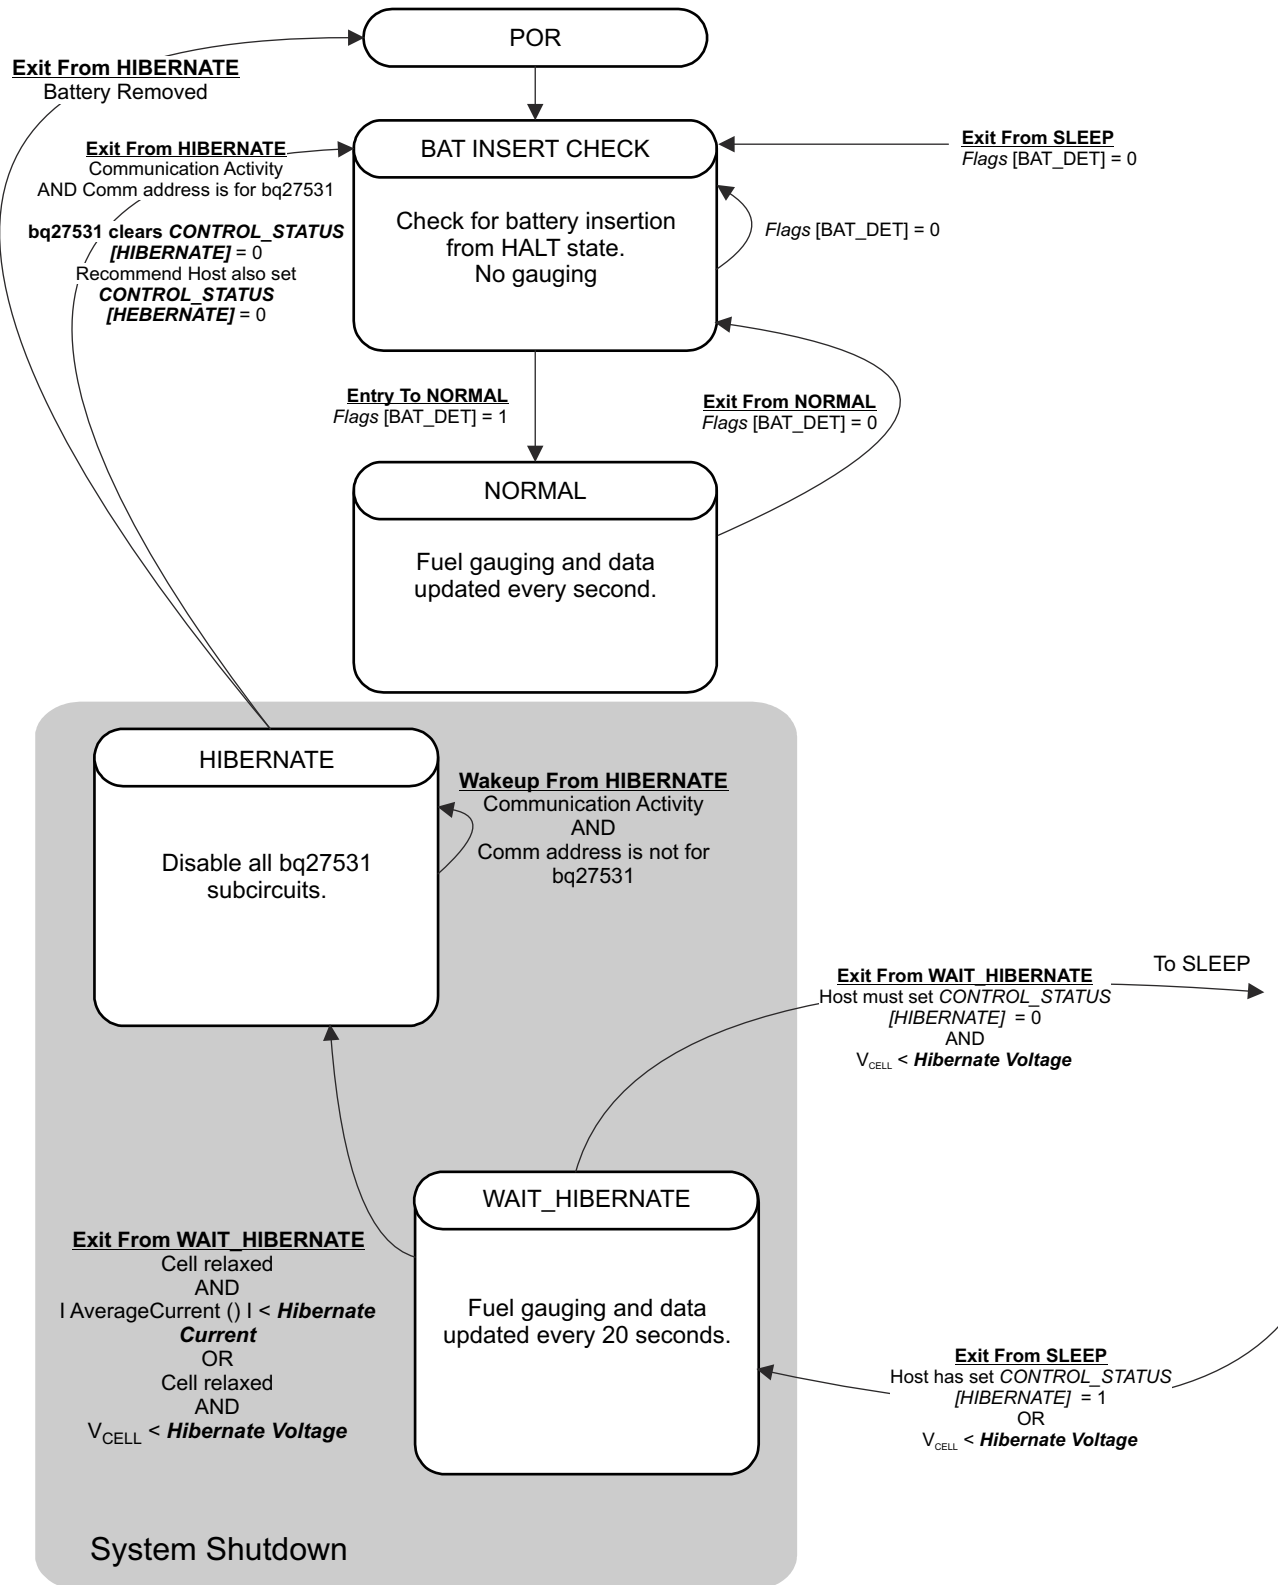 POR
Exit From HIBERNATE
Battery Removed
Exit From HIBERNATE
Communication Activity
AND Comm address is for bq27531
bq27531 clears CONTROL_STATUS
[HIBERNATE] = 0
Recommend Host also set
CONTROL_STATUS
[HEBERNATE] = 0
BAT INSERT CHECK
Check for battery insertion
from HALT state.
No gauging
Exit From SLEEP
Flags [BAT_DET] = 0
Flags [BAT_DET] = 0
Entry To NORMAL
Flags [BAT_DET] = 1
Exit From NORMAL
Flags [BAT_DET] = 0
NORMAL
Fuel gauging and data
updated every second.
HIBERNATE
Disable all bq27531
subcircuits.
Wakeup From HIBERNATE
Communication Activity
AND
Comm address is not for
bq27531
Exit From WAIT_HIBERNATE
Host must set CONTROL_STATUS
[HIBERNATE] = 0
AND
VCELL < Hibernate Voltage
To SLEEP
WAIT_HIBERNATE
Fuel gauging and data
updated every 20 seconds.
Exit From WAIT_HIBERNATE
Cell relaxed
AND
I AverageCurrent () I < Hibernate
Current
OR
Cell relaxed
AND
VCELL < Hibernate Voltage
Exit From SLEEP
Host has set CONTROL_STATUS
[HIBERNATE] = 1
OR
VCELL < Hibernate Voltage
System Shutdown